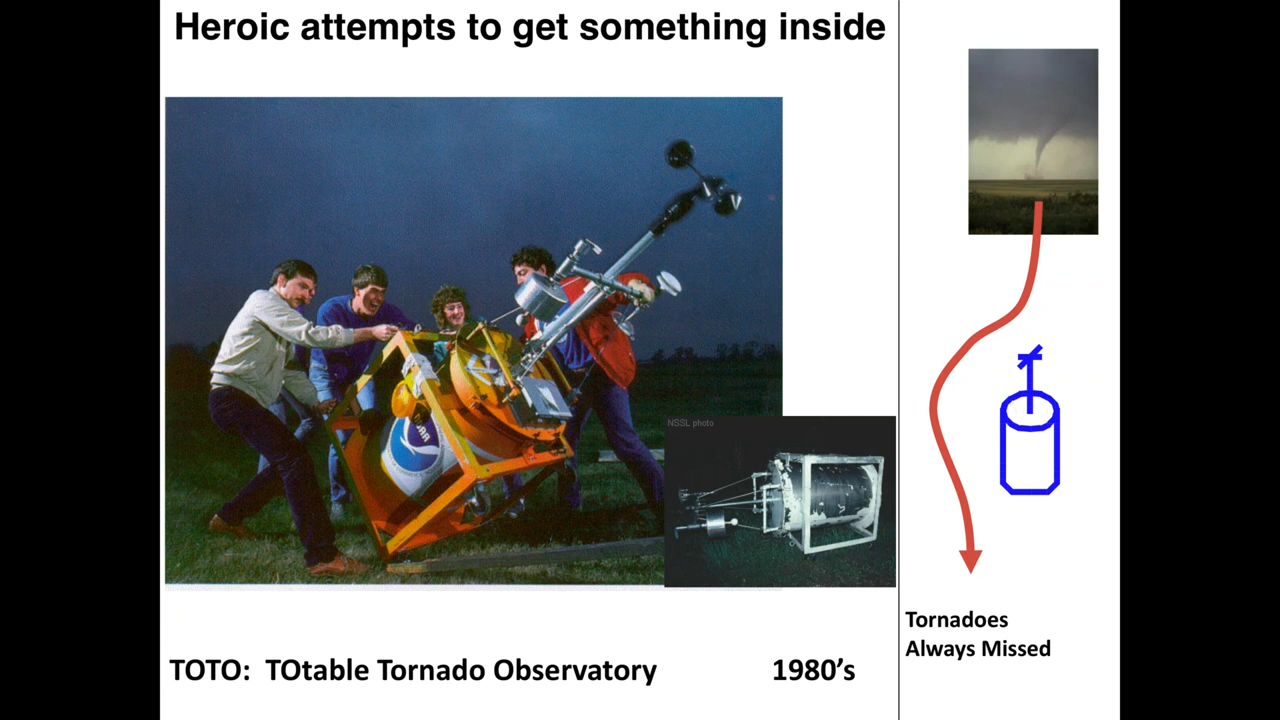 Heroic attempts to get something inside
NSSL photo
TOTO:  TOtable Tornado Observatory
1980’s
Tornadoes
Always Missed